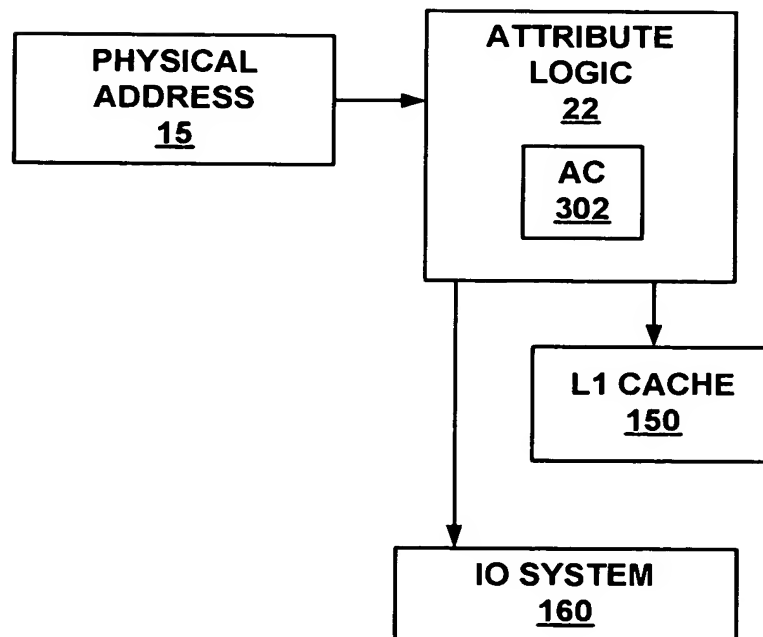 PHYSICAL
ADDRESS
15
ATTRIBUTE
LOGIC
22
AC
302
L1 CACHE
150
IO SYSTEM
160